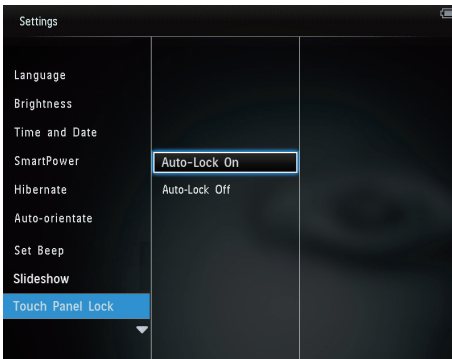 Settings
Language
Brightness
Time and Date
SmartPower
Hibernate
Auto-orientate
Set Beep
Slideshow
Touch Panel Lock
Auto-Lock On
Auto-Lock Off